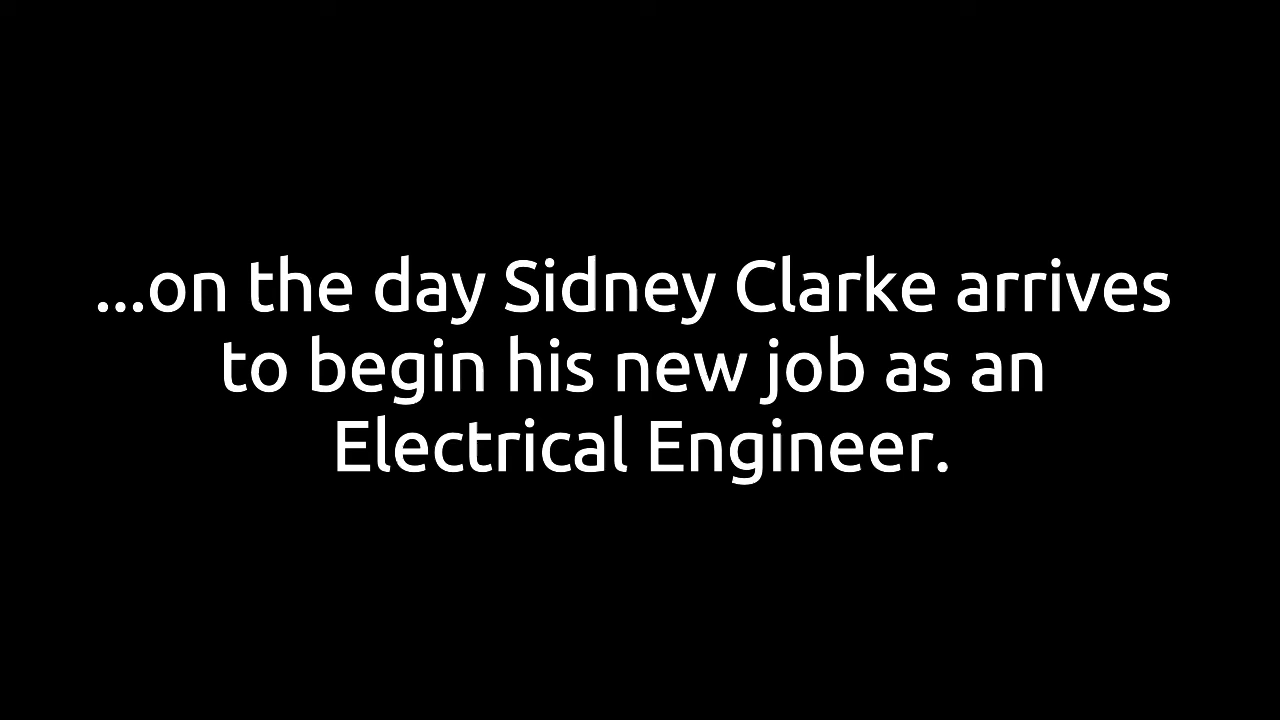 ...on the day Sidney Clarke arrives
to begin his new job as an
Electrical Engineer.